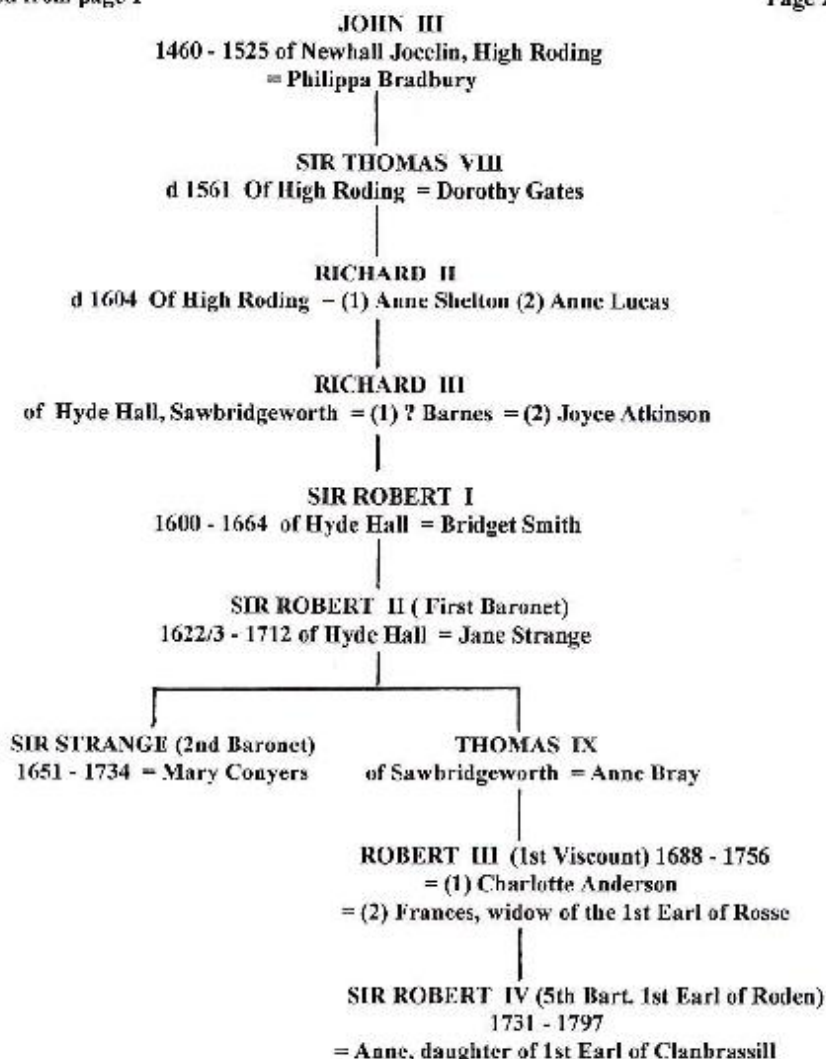 from page 1
Page
JOHN III
1460 - 1525 of Newhall Jocelin, High Roding
= Philippa Bradbury
SIR THOMAS VIII
d 1561 Of High Roding = Dorothy Gates
RICHARD II
d 1604 Of High Roding – (1) Anne Shelton (2) Anne Lucas
RICHARD III
of Hyde Hall, Sawbridgeworth = (1) ? Barnes = (2) Joyce Atkinson
SIR ROBERT I
1600 - 1664 of Hyde Hall = Bridget Smith
SIR ROBERT II ( First Baronet)
1622/3 - 1712 of Hyde Hall = Jane Strange
SIR STRANGE (2nd Baronet)
1651 - 1734 = Mary Conyers
THOMAS IX
of Sawbridgeworth = Anne Bray
ROBERT III (1st Viscount) 1688 - 1756
= (1) Charlotte Anderson
= (2) Frances, widow of the 1st Earl of Rosse
SIR ROBERT IV (5th Bart. 1st Earl of Roden)
1731 - 1797
= Anne, daughter of 1st Earl of Clanbrassill